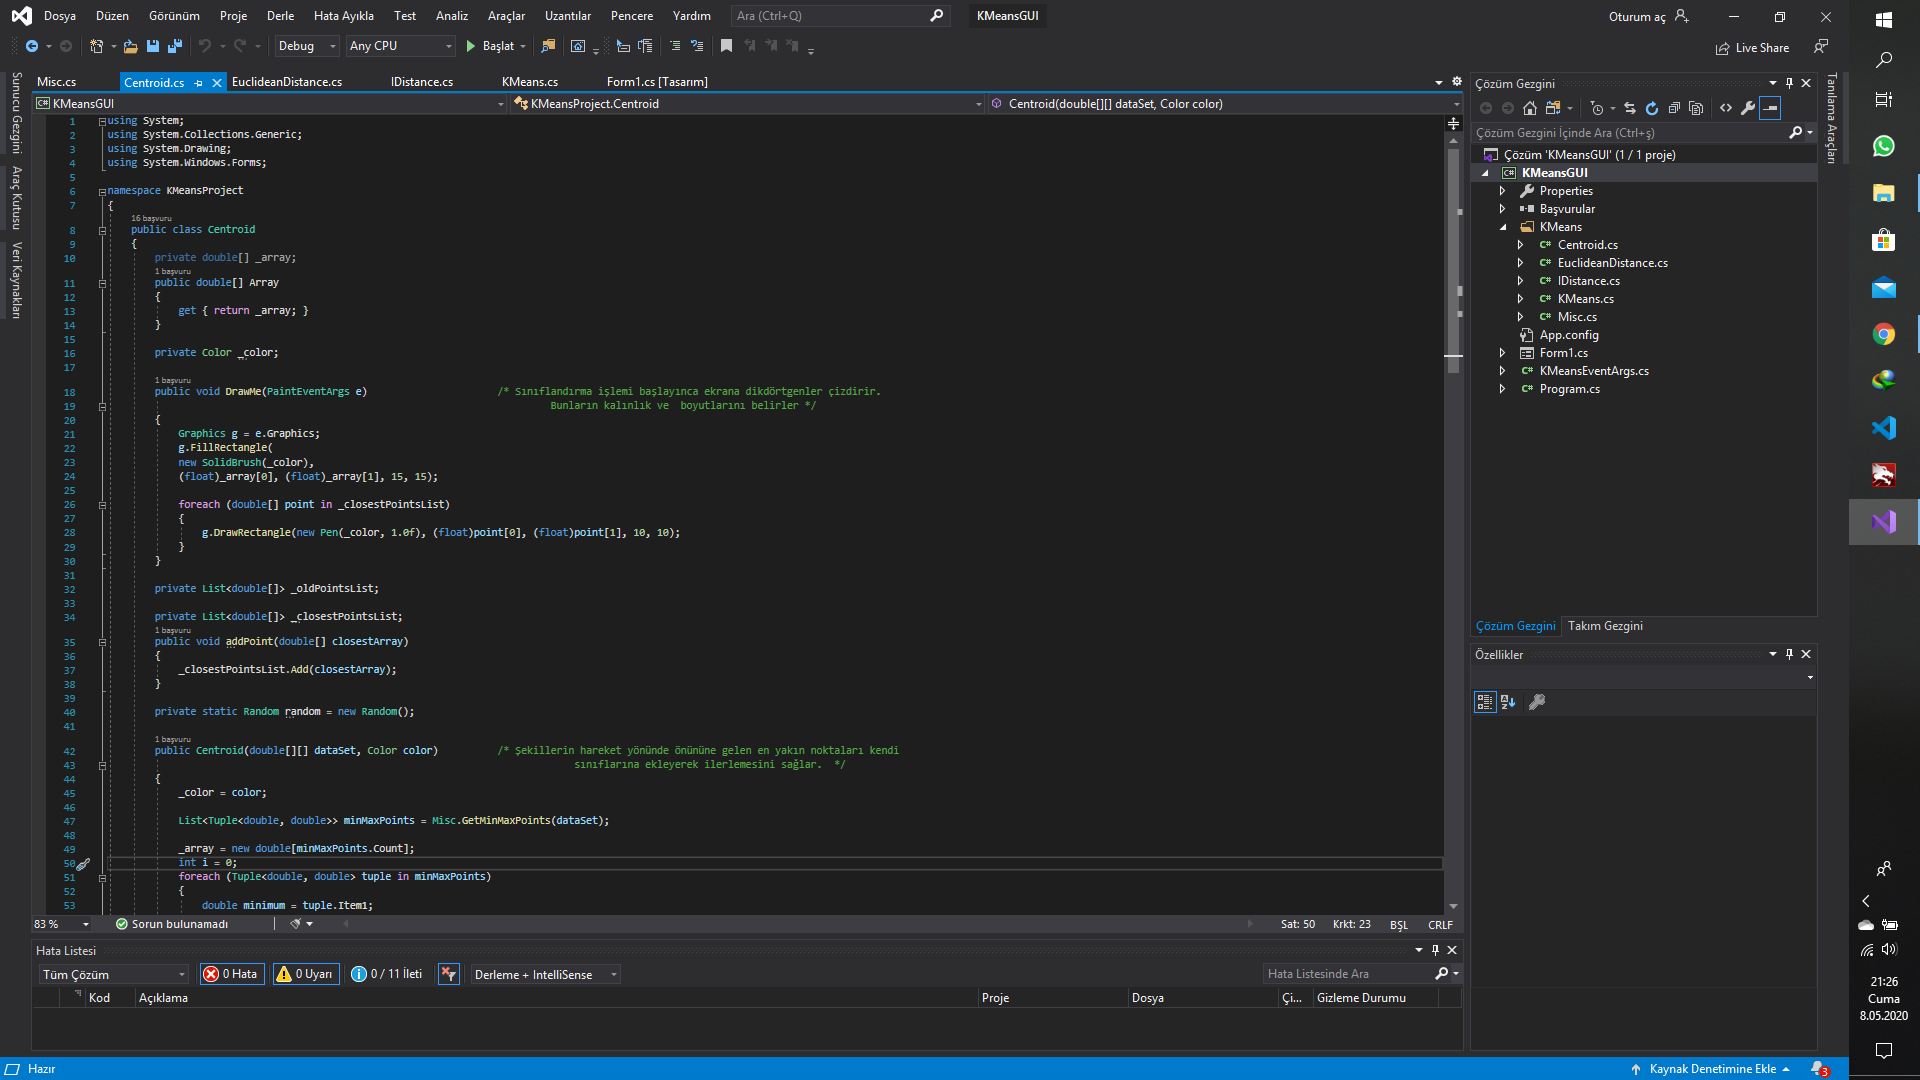 Dosya Düzen Görünüm Proje Derle Hata Ayıkla Test Analiz Araçlar Uzantılar Pencere Yardım Ara (Ctrl+Q) KMeansGUI Oturum aç
Debug Any CPU Başlat Live Share
Sunucu Gezgini
Araç Kutusu
Veri Kaynakları
Misc.cs Centroid.cs EuclideanDistance.cs IDistance.cs KMeans.cs Form1.cs [Tasarım]
C# KMeansGUI KMeansProject.Centroid Centroid(double[][] dataSet, Color color)
1 using System;
2 using System.Collections.Generic;
3 using System.Drawing;
4 using System.Windows.Forms;
5
6 namespace KMeansProject
7 {
16 başvuru
8 public class Centroid
9 {
10 private double[] _array;
1 başvuru
11 public double[] Array
12 {
13 get { return _array; }
14 }
15
16 private Color _color;
17
1 başvuru
18 public void DrawMe(PaintEventArgs e) /* Sınıflandırma işlemi başlayınca ekrana dikdörtgenler çizdirir.
19 Bunların kalınlık ve boyutlarını belirler */
20 {
21 Graphics g = e.Graphics;
22 g.FillRectangle(
23 new SolidBrush(_color),
24 (float)_array[0], (float)_array[1], 15, 15);
25
26 foreach (double[] point in _closestPointsList)
27 {
28 g.DrawRectangle(new Pen(_color, 1.0f), (float)point[0], (float)point[1], 10, 10);
29 }
30 }
31
32 private List<double[]> _oldPointsList;
33
34 private List<double[]> _closestPointsList;
1 başvuru
35 public void addPoint(double[] closestArray)
36 {
37 _closestPointsList.Add(closestArray);
38 }
39
40 private static Random random = new Random();
41
1 başvuru
42 public Centroid(double[][] dataSet, Color color) /* Şekillerin hareket yönünde önününe gelen en yakın noktaları kendi
43 sınıflarına ekleyerek ilerlemesini sağlar. */
44 {
45 _color = color;
46
47 List<Tuple<double, double>> minMaxPoints = Misc.GetMinMaxPoints(dataSet);
48
49 _array = new double[minMaxPoints.Count];
50 int i = 0;
51 foreach (Tuple<double, double> tuple in minMaxPoints)
52 {
53 double minimum = tuple.Item1;
83 % Sorun bulunamadı Sat: 50 Krkt: 23 BŞL CRLF
Hata Listesi
Tüm Çözüm 0 Hata 0 Uyarı 0 / 11 İleti Derleme + IntelliSense Hata Listesinde Ara
Kod Açıklama Proje Dosya Çi... Gizleme Durumu
Çözüm Gezgini
Çözüm Gezgini İçinde Ara (Ctrl+ş)
Çözüm 'KMeansGUI' (1 / 1 proje)
C# KMeansGUI
Properties
Başvurular
KMeans
C# Centroid.cs
C# EuclideanDistance.cs
C# IDistance.cs
C# KMeans.cs
C# Misc.cs
App.config
Form1.cs
C# KMeansEventArgs.cs
C# Program.cs
Çözüm Gezgini Takım Gezgini
Özellikler
Tanılama Araçları
Hazır Kaynak Denetimine Ekle 3
21:26
Cuma
8.05.2020